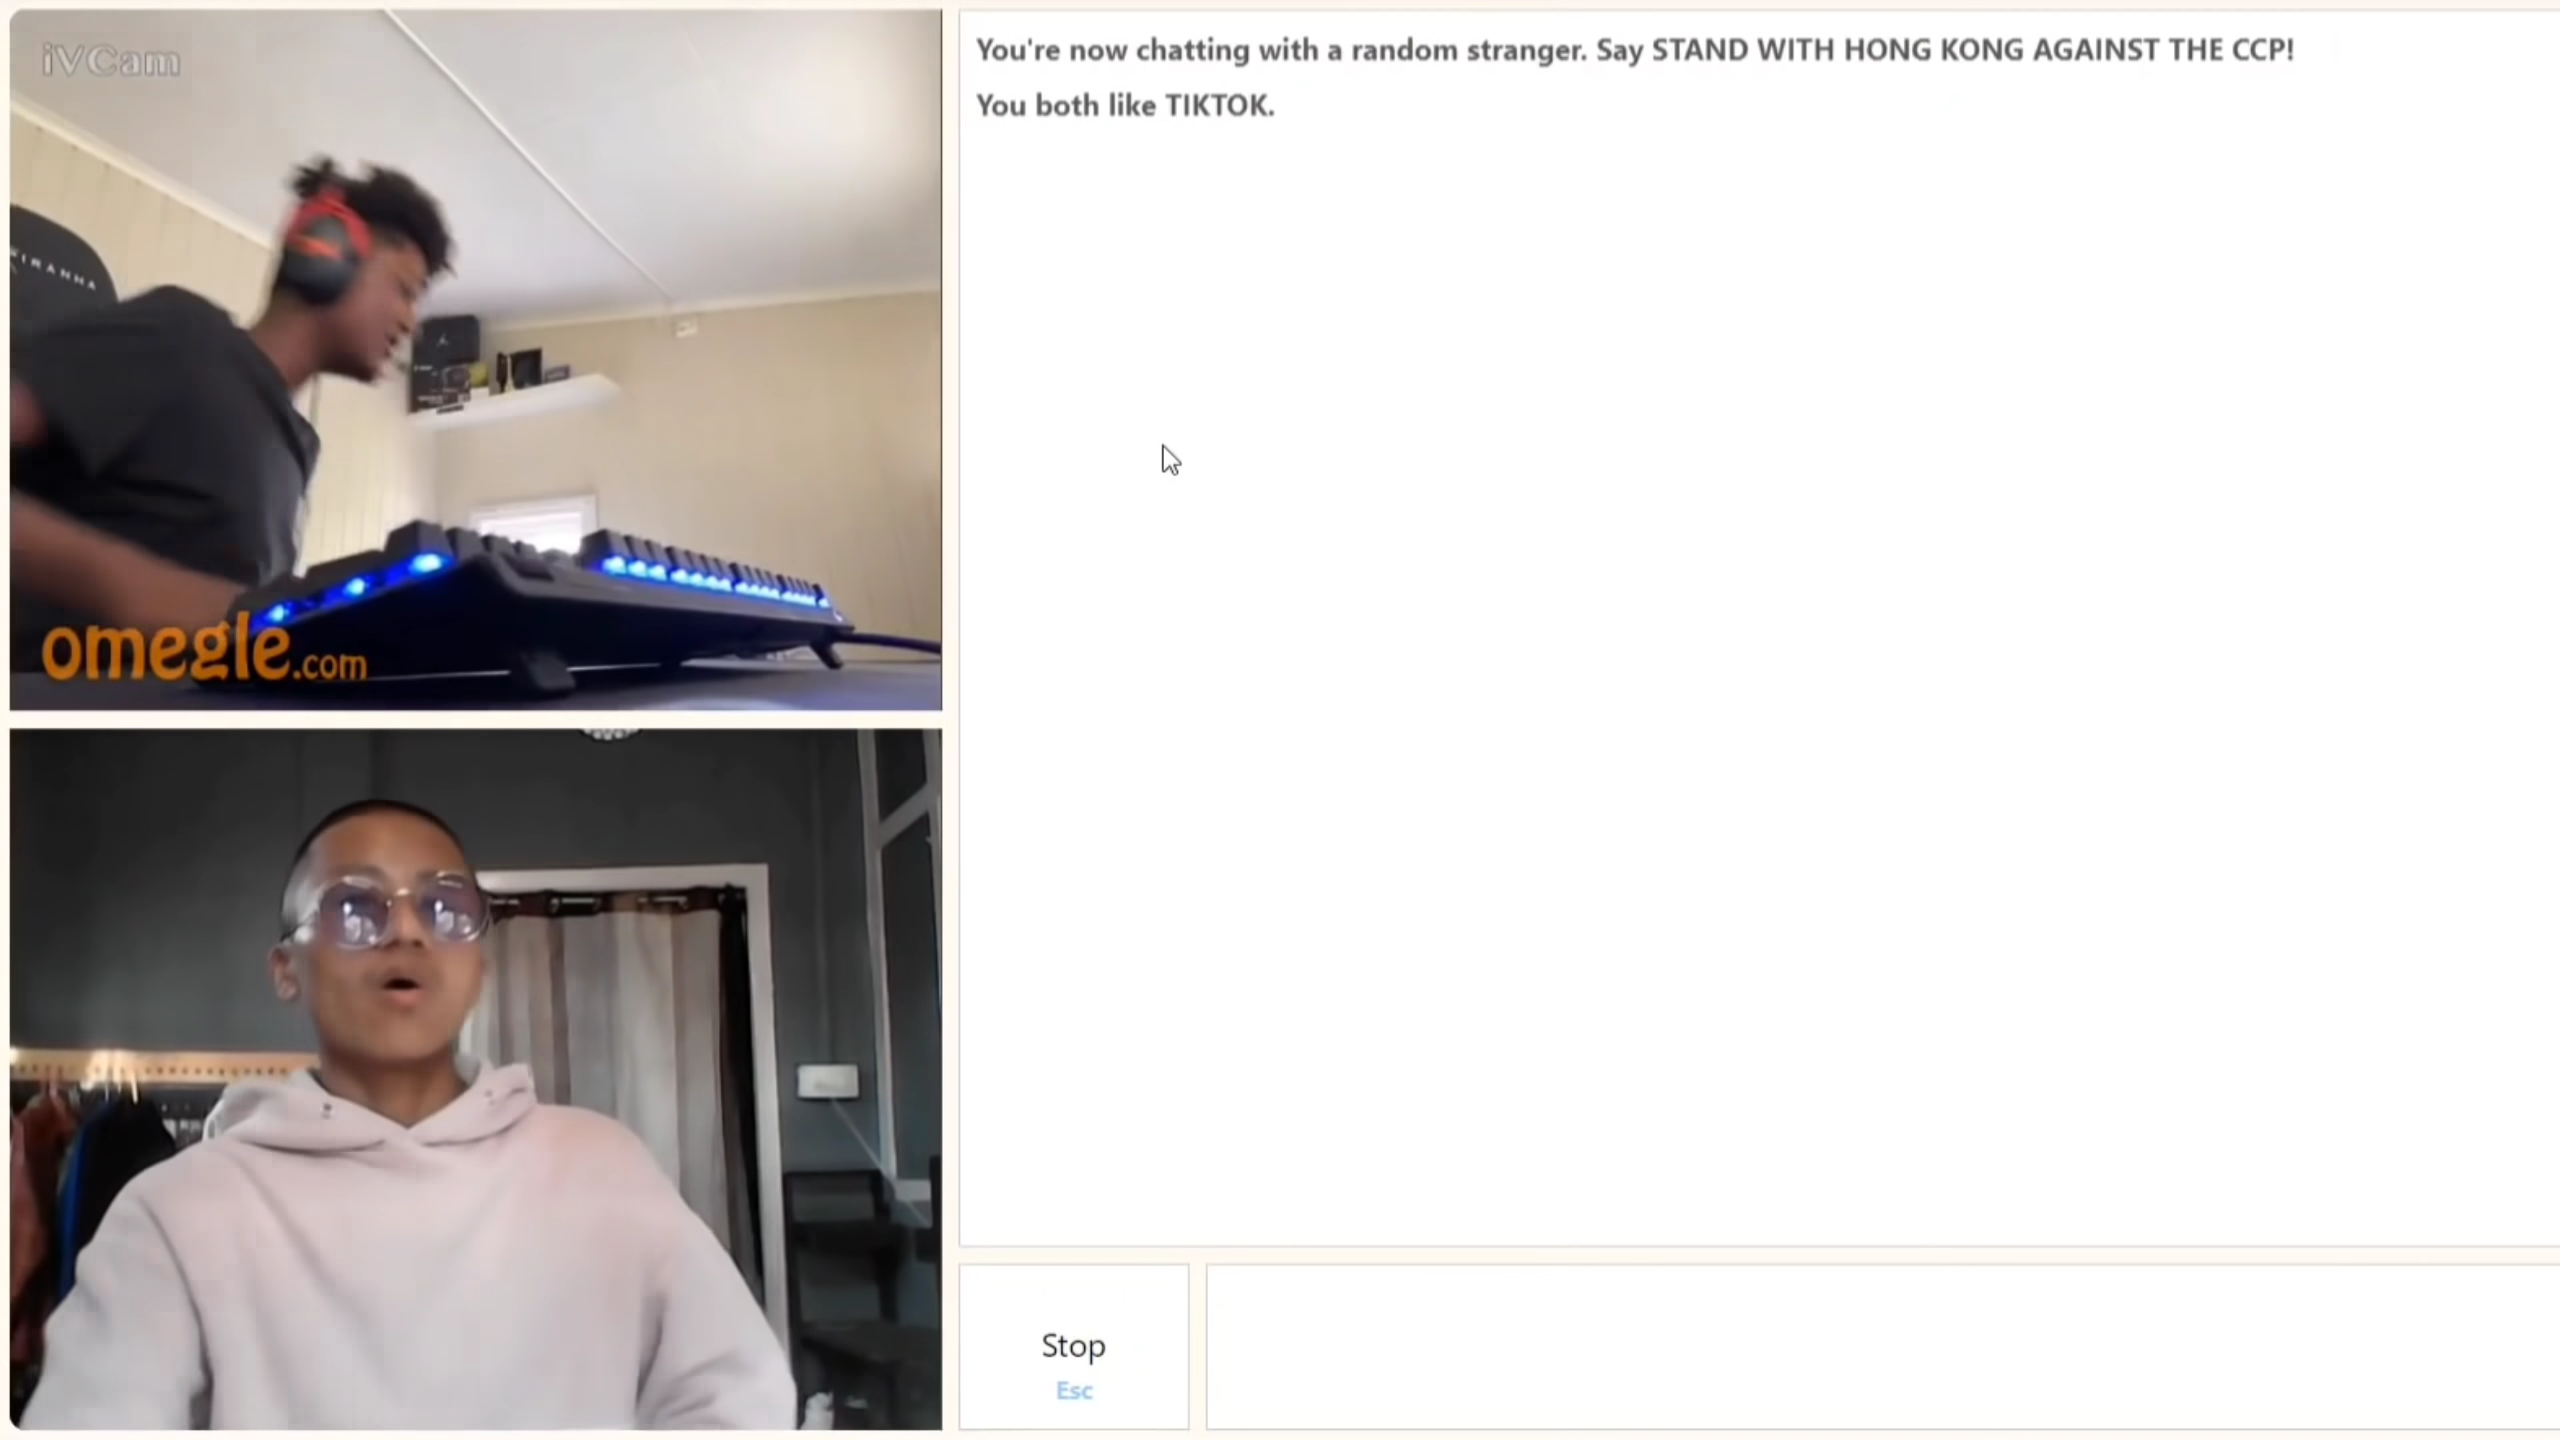 iVCam
You're now chatting with a random stranger. Say STAND WITH HONG KONG AGAINST THE CCP!
You both like TIKTOK.
omegle.com
Stop
Esc